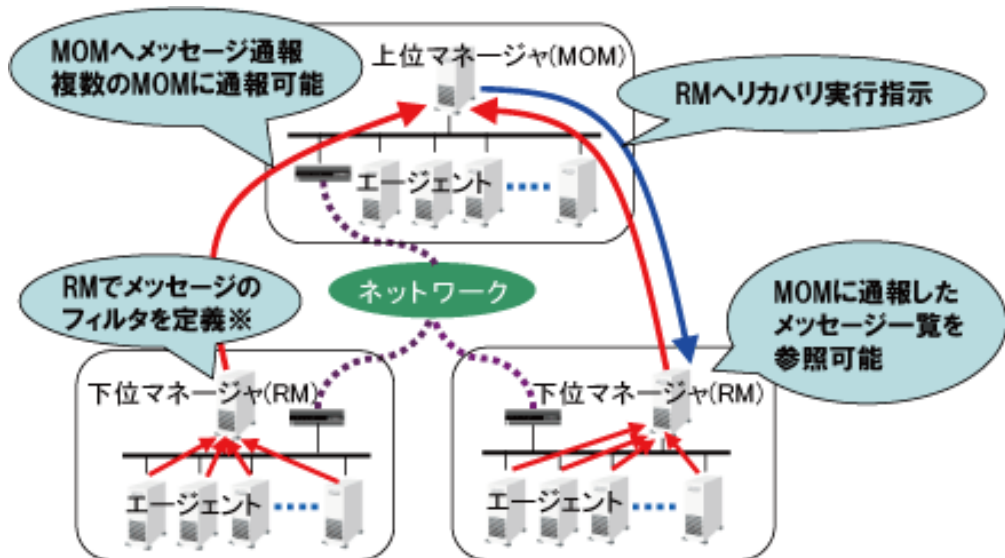 MOMへメッセージ通報
複数のMOMに通報可能
上位マネージャ(MOM)
RMへリカバリ実行指示
エージェント
ネットワーク
RMでメッセージの
フィルタを定義※
MOMに通報した
メッセージ一覧を
参照可能
下位マネージャ(RM)
エージェント
下位マネージャ(RM)
エージェント